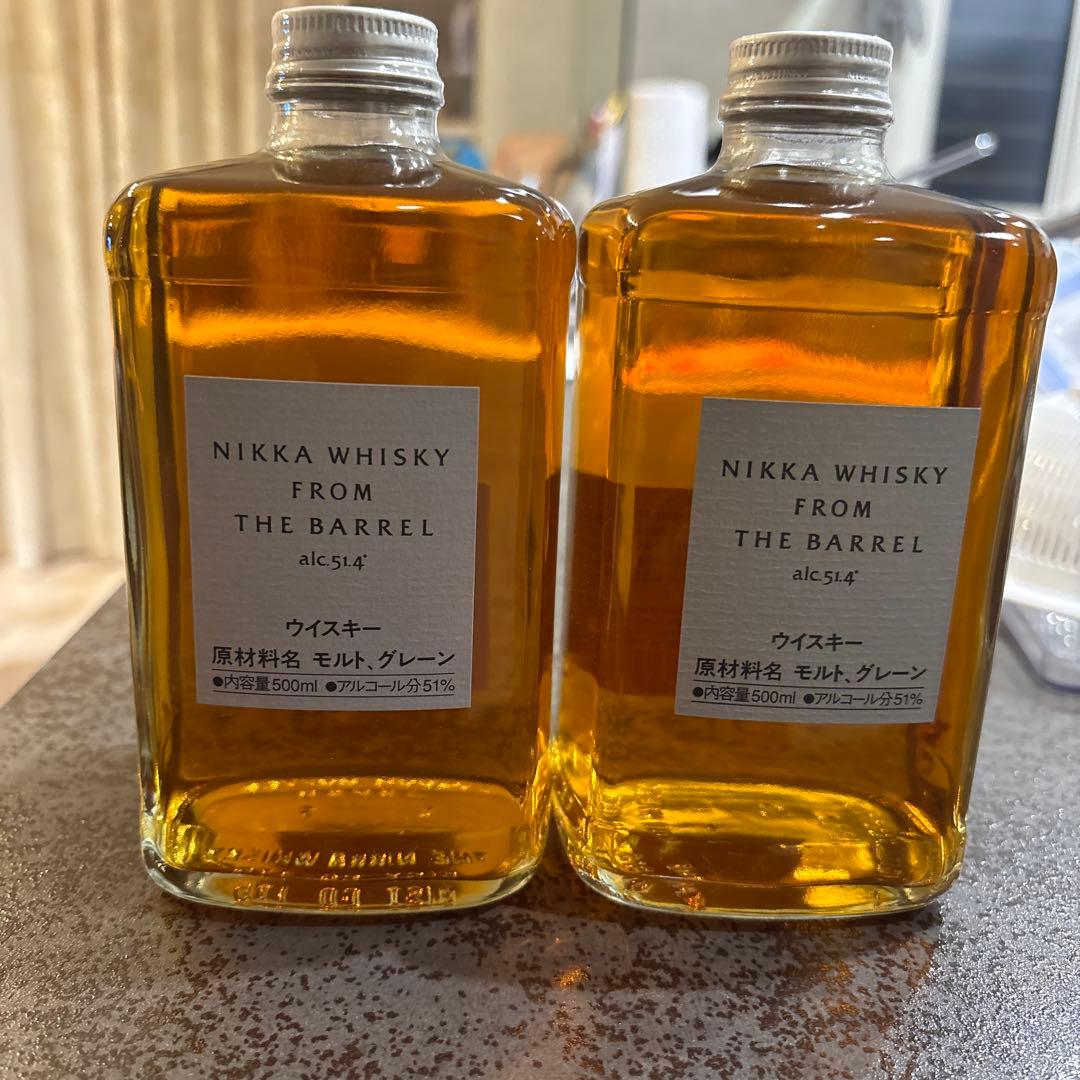 NIKKA WHISKY
FROM
THE BARREL
alc.51.4°
ウイスキー
原材料名 モルト、グレーン
●内容量500ml ●アルコール分51%
NIKKA WHISKY
FROM
THE BARREL
alc.51.4°
ウイスキー
原材料名 モルト、グレーン
●内容量500ml ●アルコール分51%